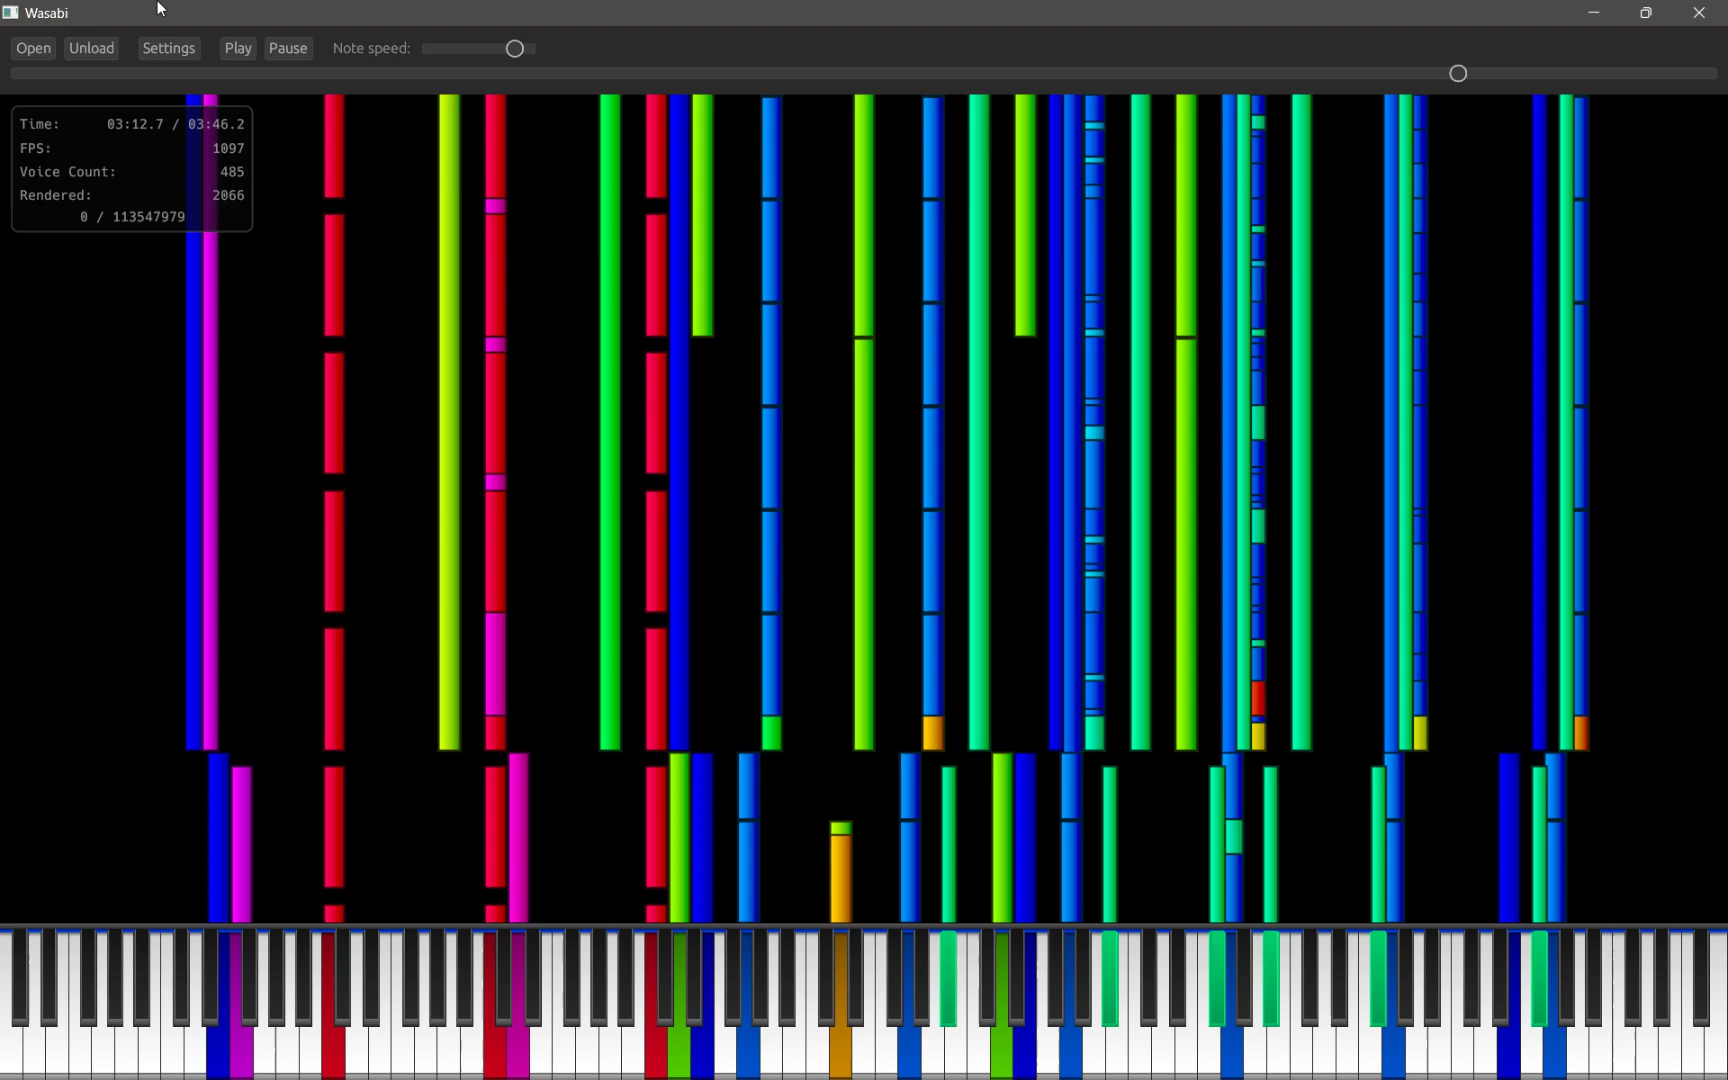 Wasabi
Open Unload Settings Play Pause Note speed:
Time: 03:12.7 / 03:46.2
FPS: 1097
Voice Count: 485
Rendered: 2066
0 / 113547979